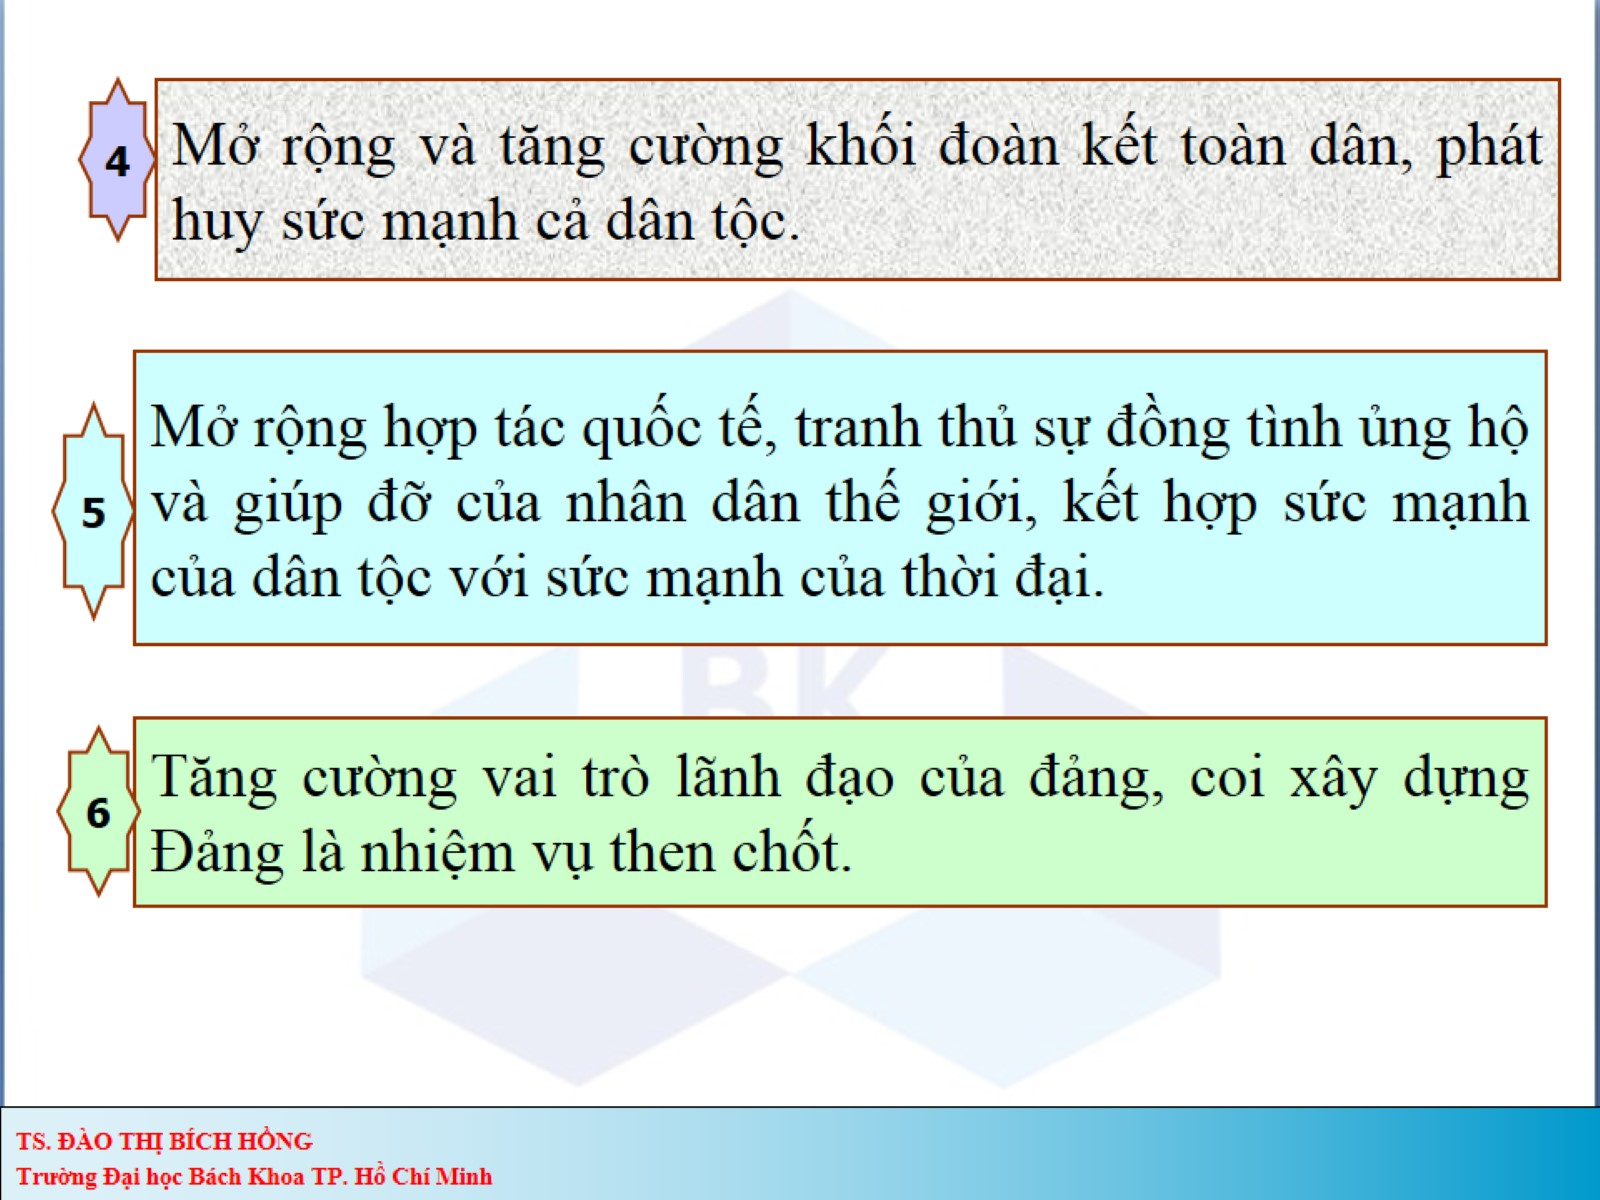 4
Mở rộng và tăng cường khối đoàn kết toàn dân, phát
huy sức mạnh cả dân tộc.
5
Mở rộng hợp tác quốc tế, tranh thủ sự đồng tình ủng hộ
và giúp đỡ của nhân dân thế giới, kết hợp sức mạnh
của dân tộc với sức mạnh của thời đại.
BK
6
Tăng cường vai trò lãnh đạo của đảng, coi xây dựng
Đảng là nhiệm vụ then chốt.
TS. ĐÀO THỊ BÍCH HỒNG
Trường Đại học Bách Khoa TP. Hồ Chí Minh